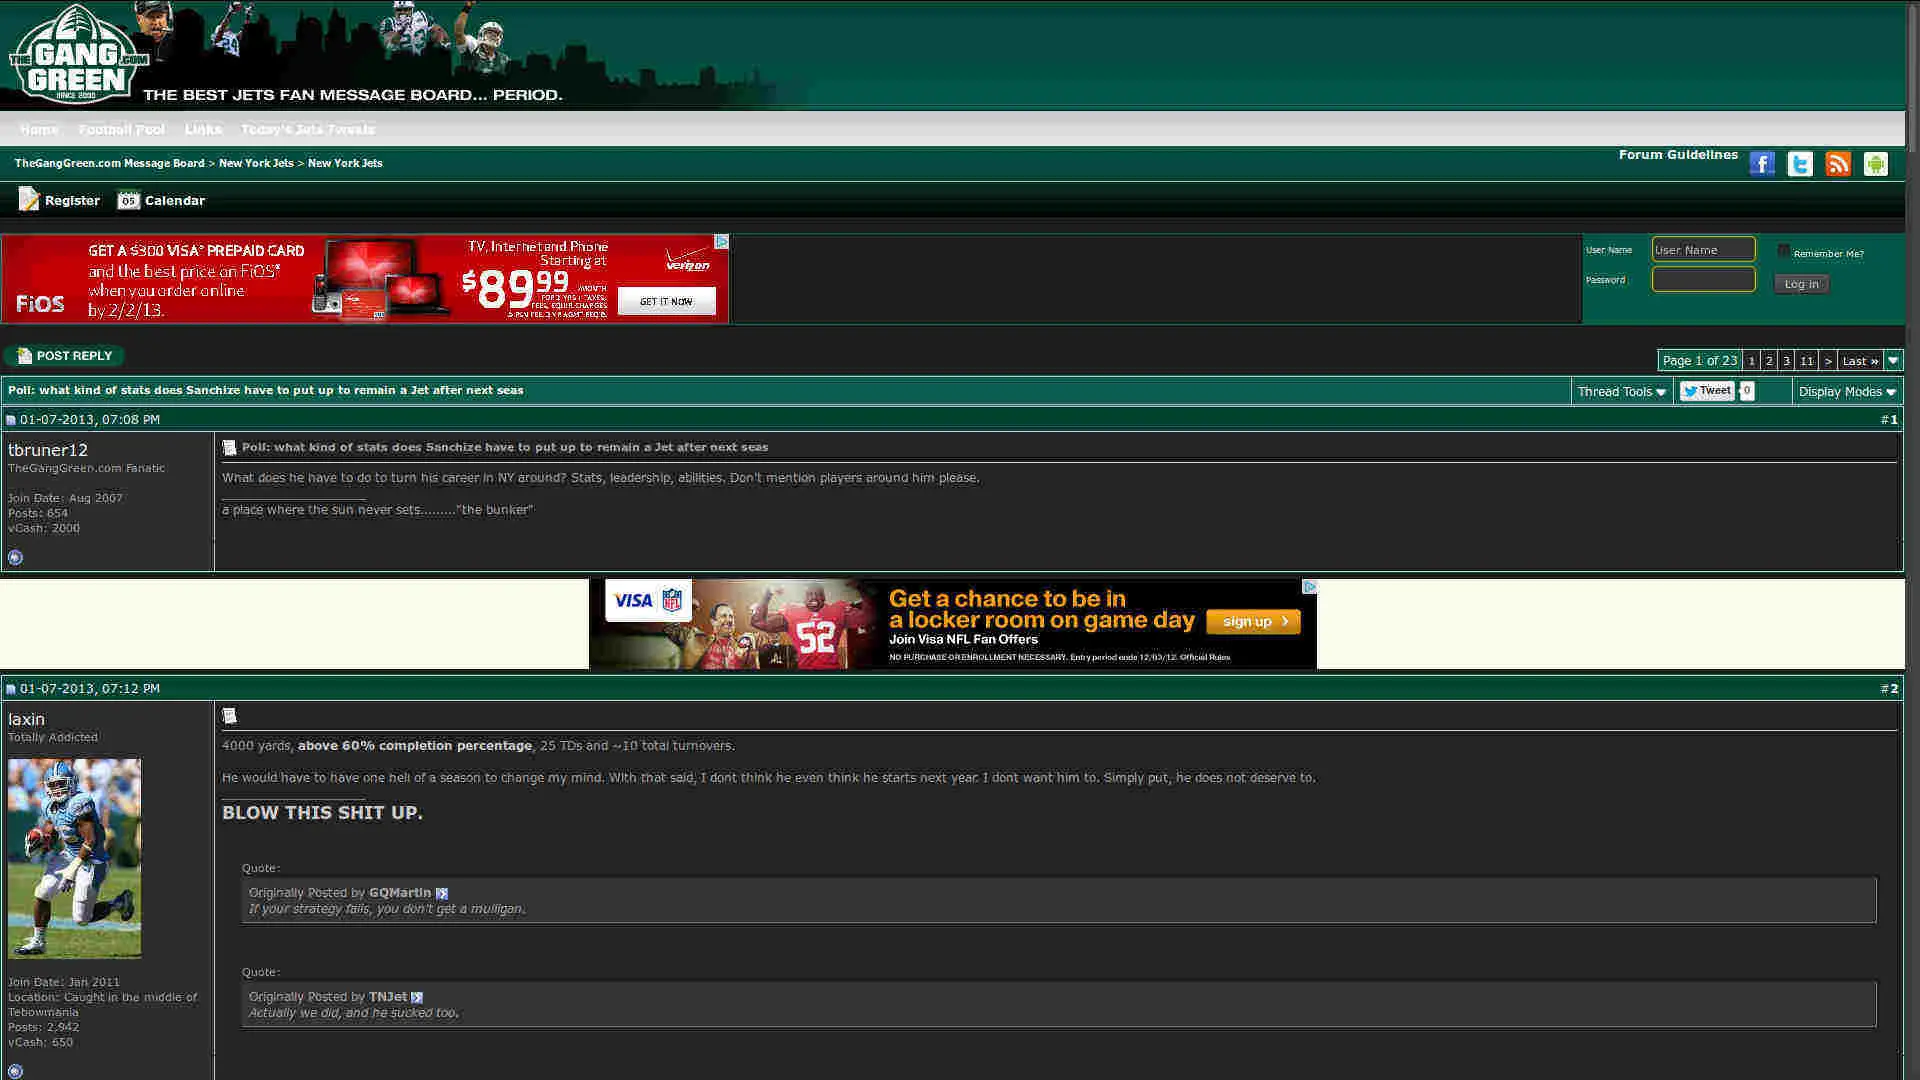 THE GANG .COM
GREEN
SINCE 2000
THE BEST JETS FAN MESSAGE BOARD... PERIOD.
Home Football Pool Links Today's Jets Tweets
TheGangGreen.com Message Board > New York Jets > New York Jets
Forum Guidelines
Register 05 Calendar
GET A $300 VISA® PREPAID CARD
and the best price on FiOS®
when you order online
by 2/2/13.
FiOS
TV, Internet and Phone
Starting at
$89.99
/MONTH
verizon
GET IT NOW
User Name User Name Remember Me?
Password Log in
POST REPLY
Page 1 of 23 1 2 3 11 > Last »
Poll: what kind of stats does Sanchize have to put up to remain a Jet after next seas
Thread Tools Tweet 0 Display Modes
01-07-2013, 07:08 PM #1
tbruner12
TheGangGreen.com Fanatic
Join Date: Aug 2007
Posts: 654
vCash: 2000
Poll: what kind of stats does Sanchize have to put up to remain a Jet after next seas
What does he have to do to turn his career in NY around? Stats, leadership, abilities. Don't mention players around him please.
a place where the sun never sets........."the bunker"
VISA NFL
52
Get a chance to be in
a locker room on game day
Join Visa NFL Fan Offers
NO PURCHASE OR ENROLLMENT NECESSARY. Entry period ends 12/03/12. Official Rules
sign up >
01-07-2013, 07:12 PM #2
laxin
Totally Addicted
Join Date: Jan 2011
Location: Caught in the middle of
Tebowmania
Posts: 2,942
vCash: 650
4000 yards, above 60% completion percentage, 25 TDs and ~10 total turnovers.
He would have to have one hell of a season to change my mind. With that said, I dont think he even think he starts next year. I dont want him to. Simply put, he does not deserve to.
BLOW THIS SHIT UP.
Quote:
Originally Posted by GQMartin
If your strategy fails, you don't get a mulligan.
Quote:
Originally Posted by TNJet
Actually we did, and he sucked too.